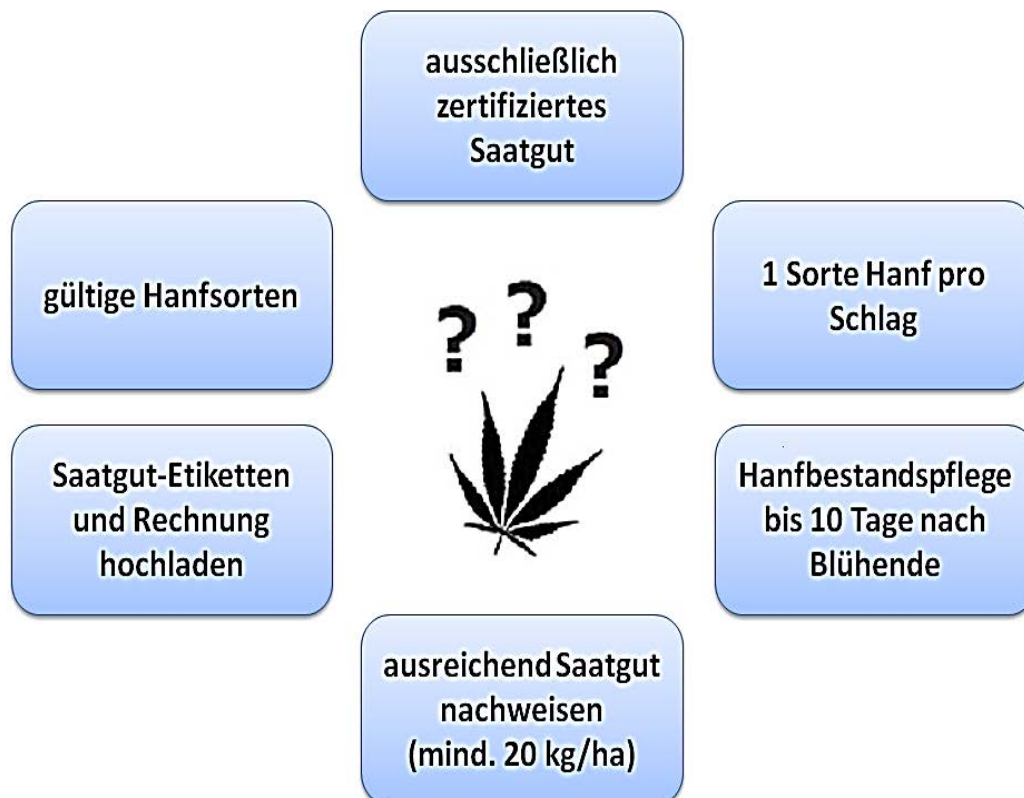 ausschließlich
zertifiziertes
Saatgut
gültige Hanfsorten
1 Sorte Hanf pro
Schlag
? ? ?
Saatgut-Etiketten
und Rechnung
hochladen
Hanfbestandspflege
bis 10 Tage nach
Blühende
ausreichend Saatgut
nachweisen
(mind. 20 kg/ha)